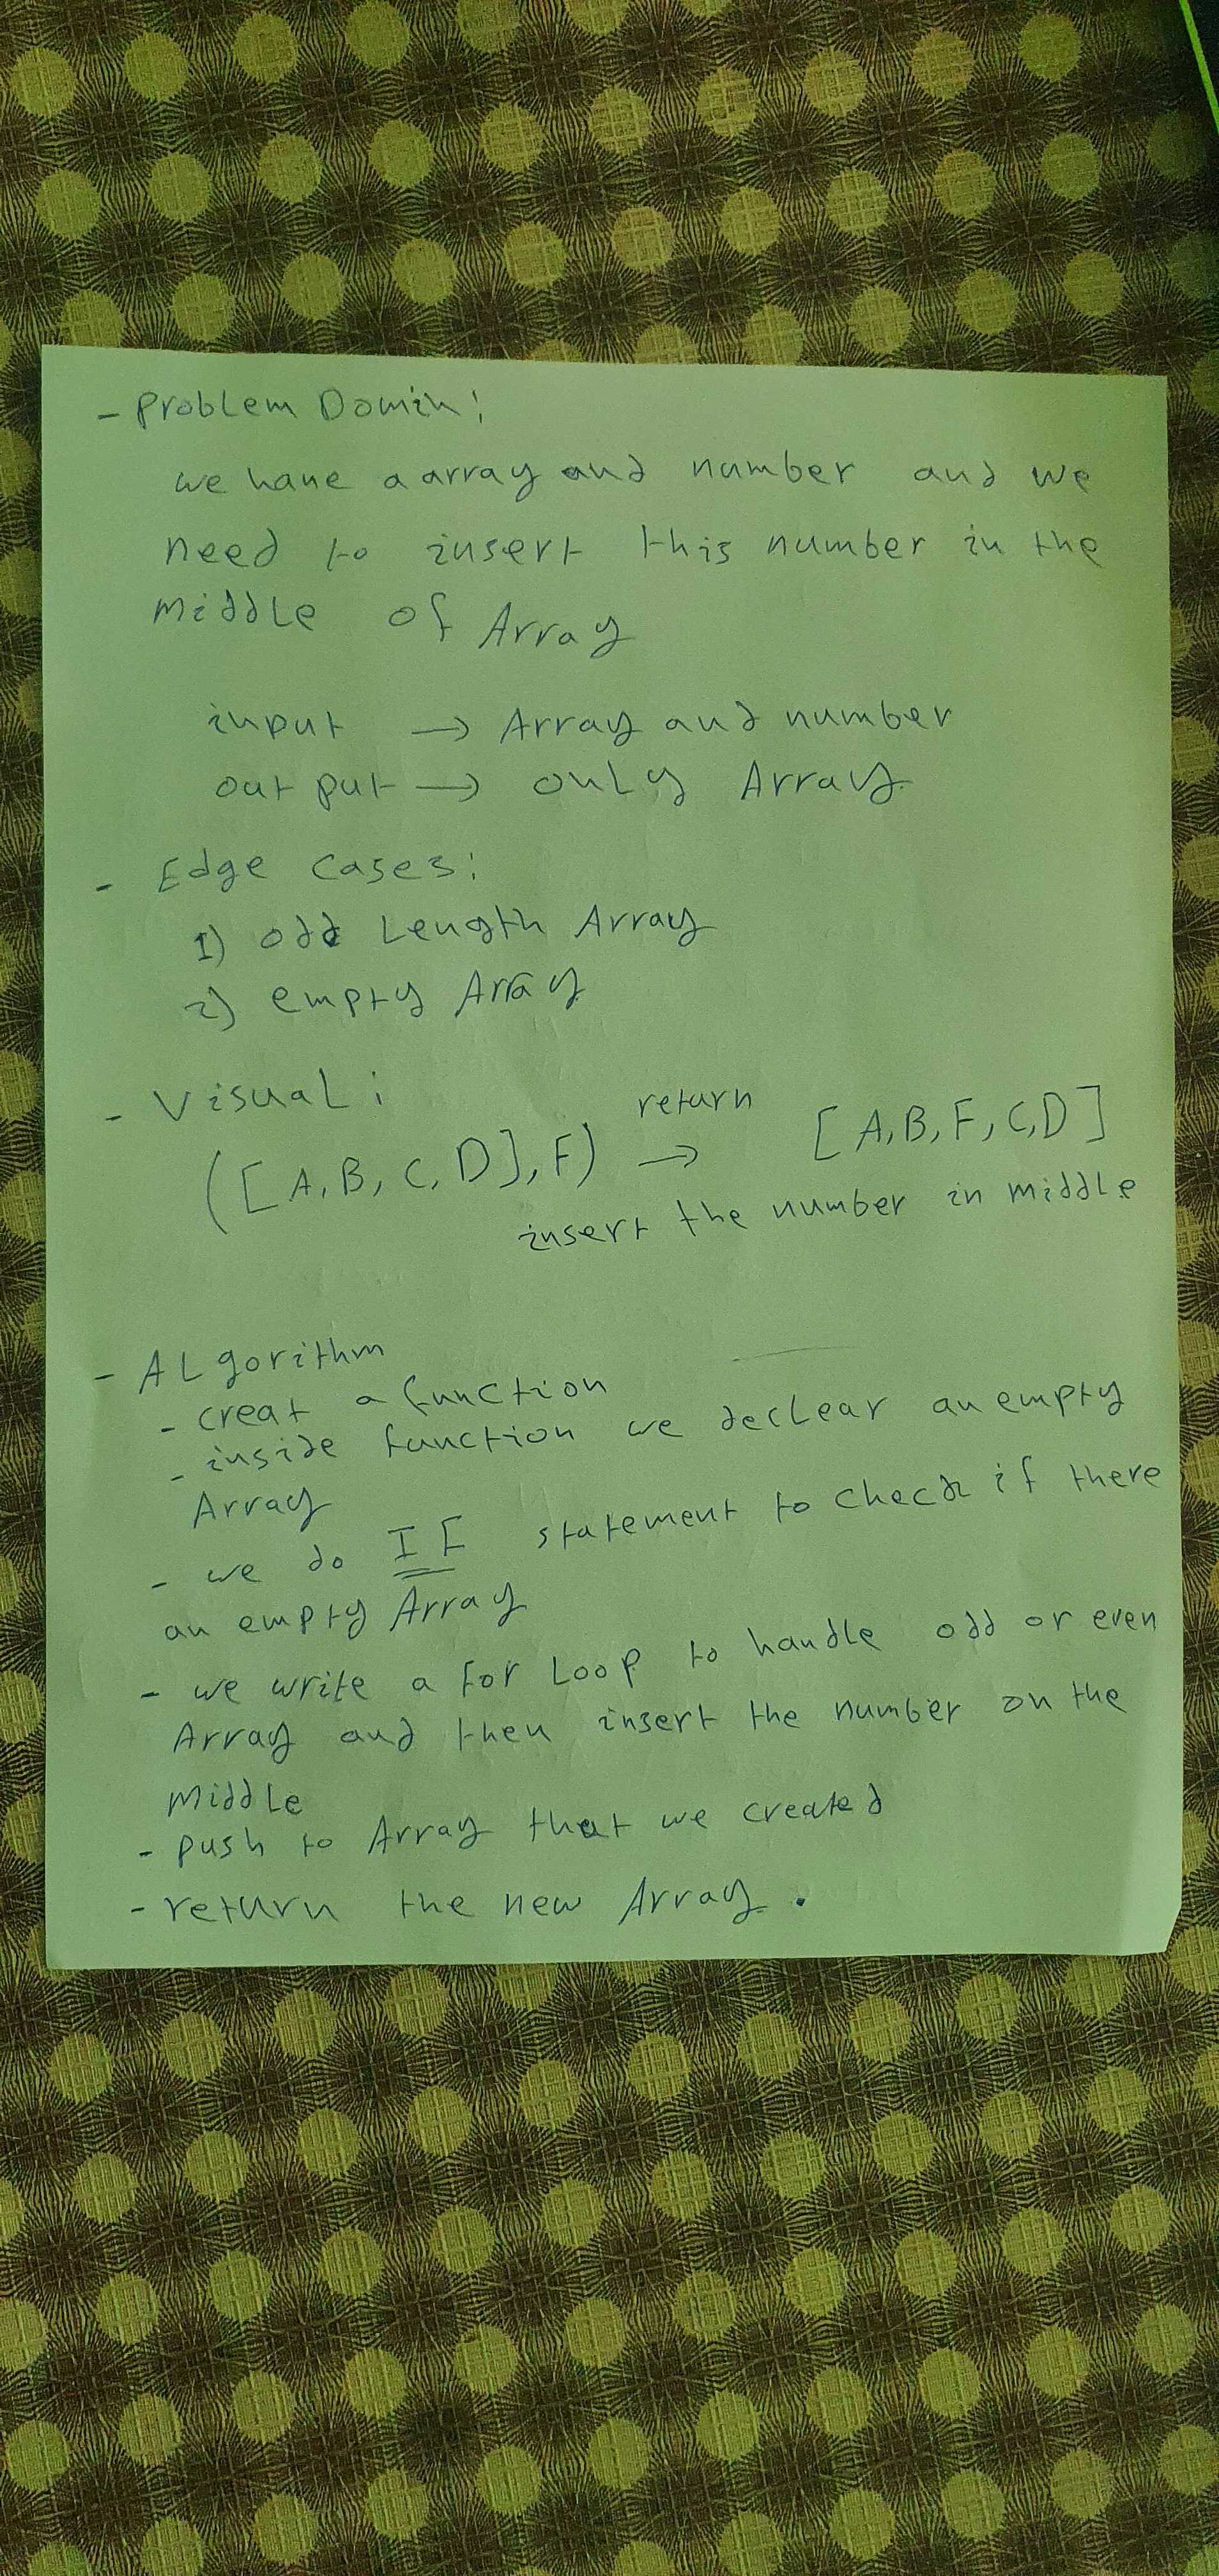 - Problem Domin:
we have a array and number and we
need to insert this number in the
middle of Array
input → Array and number
out put → only Array
- Edge Cases:
1) odd Length Array
2) empty Array
- Visual:
([A, B, C, D], F) return → [A, B, F, C, D]
insert the number in middle
- ALgorithm
- creat a function
- inside function we declear an empty
Array
- we do IF statement to check if there
an empty Array
- we write a for Loop to handle odd or even
Array and then insert the number on the
middle
- push to Array that we created
- return the new Array.